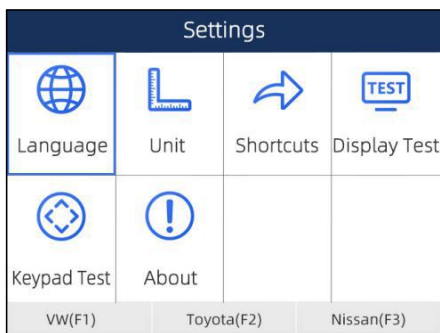 Settings
TEST
Language Unit Shortcuts Display Test
Keypad Test About
VW(F1) Toyota(F2) Nissan(F3)